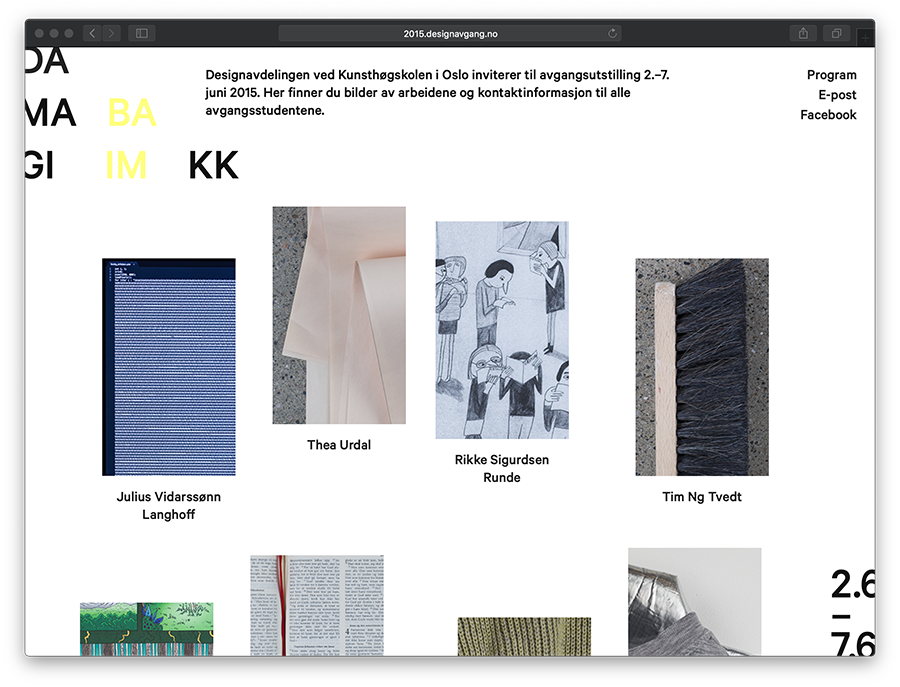 2015.designavgang.no
DA
MA BA
GI IM KK
Designavdelingen ved Kunsthøgskolen i Oslo inviterer til avgangsutstilling 2.–7.
juni 2015. Her finner du bilder av arbeidene og kontaktinformasjon til alle
avgangsstudentene.
Program
E-post
Facebook
Julius Vidarssønn
Langhoff
Thea Urdal
Rikke Sigurdsen
Runde
Tim Ng Tvedt
2.6
–
7.6